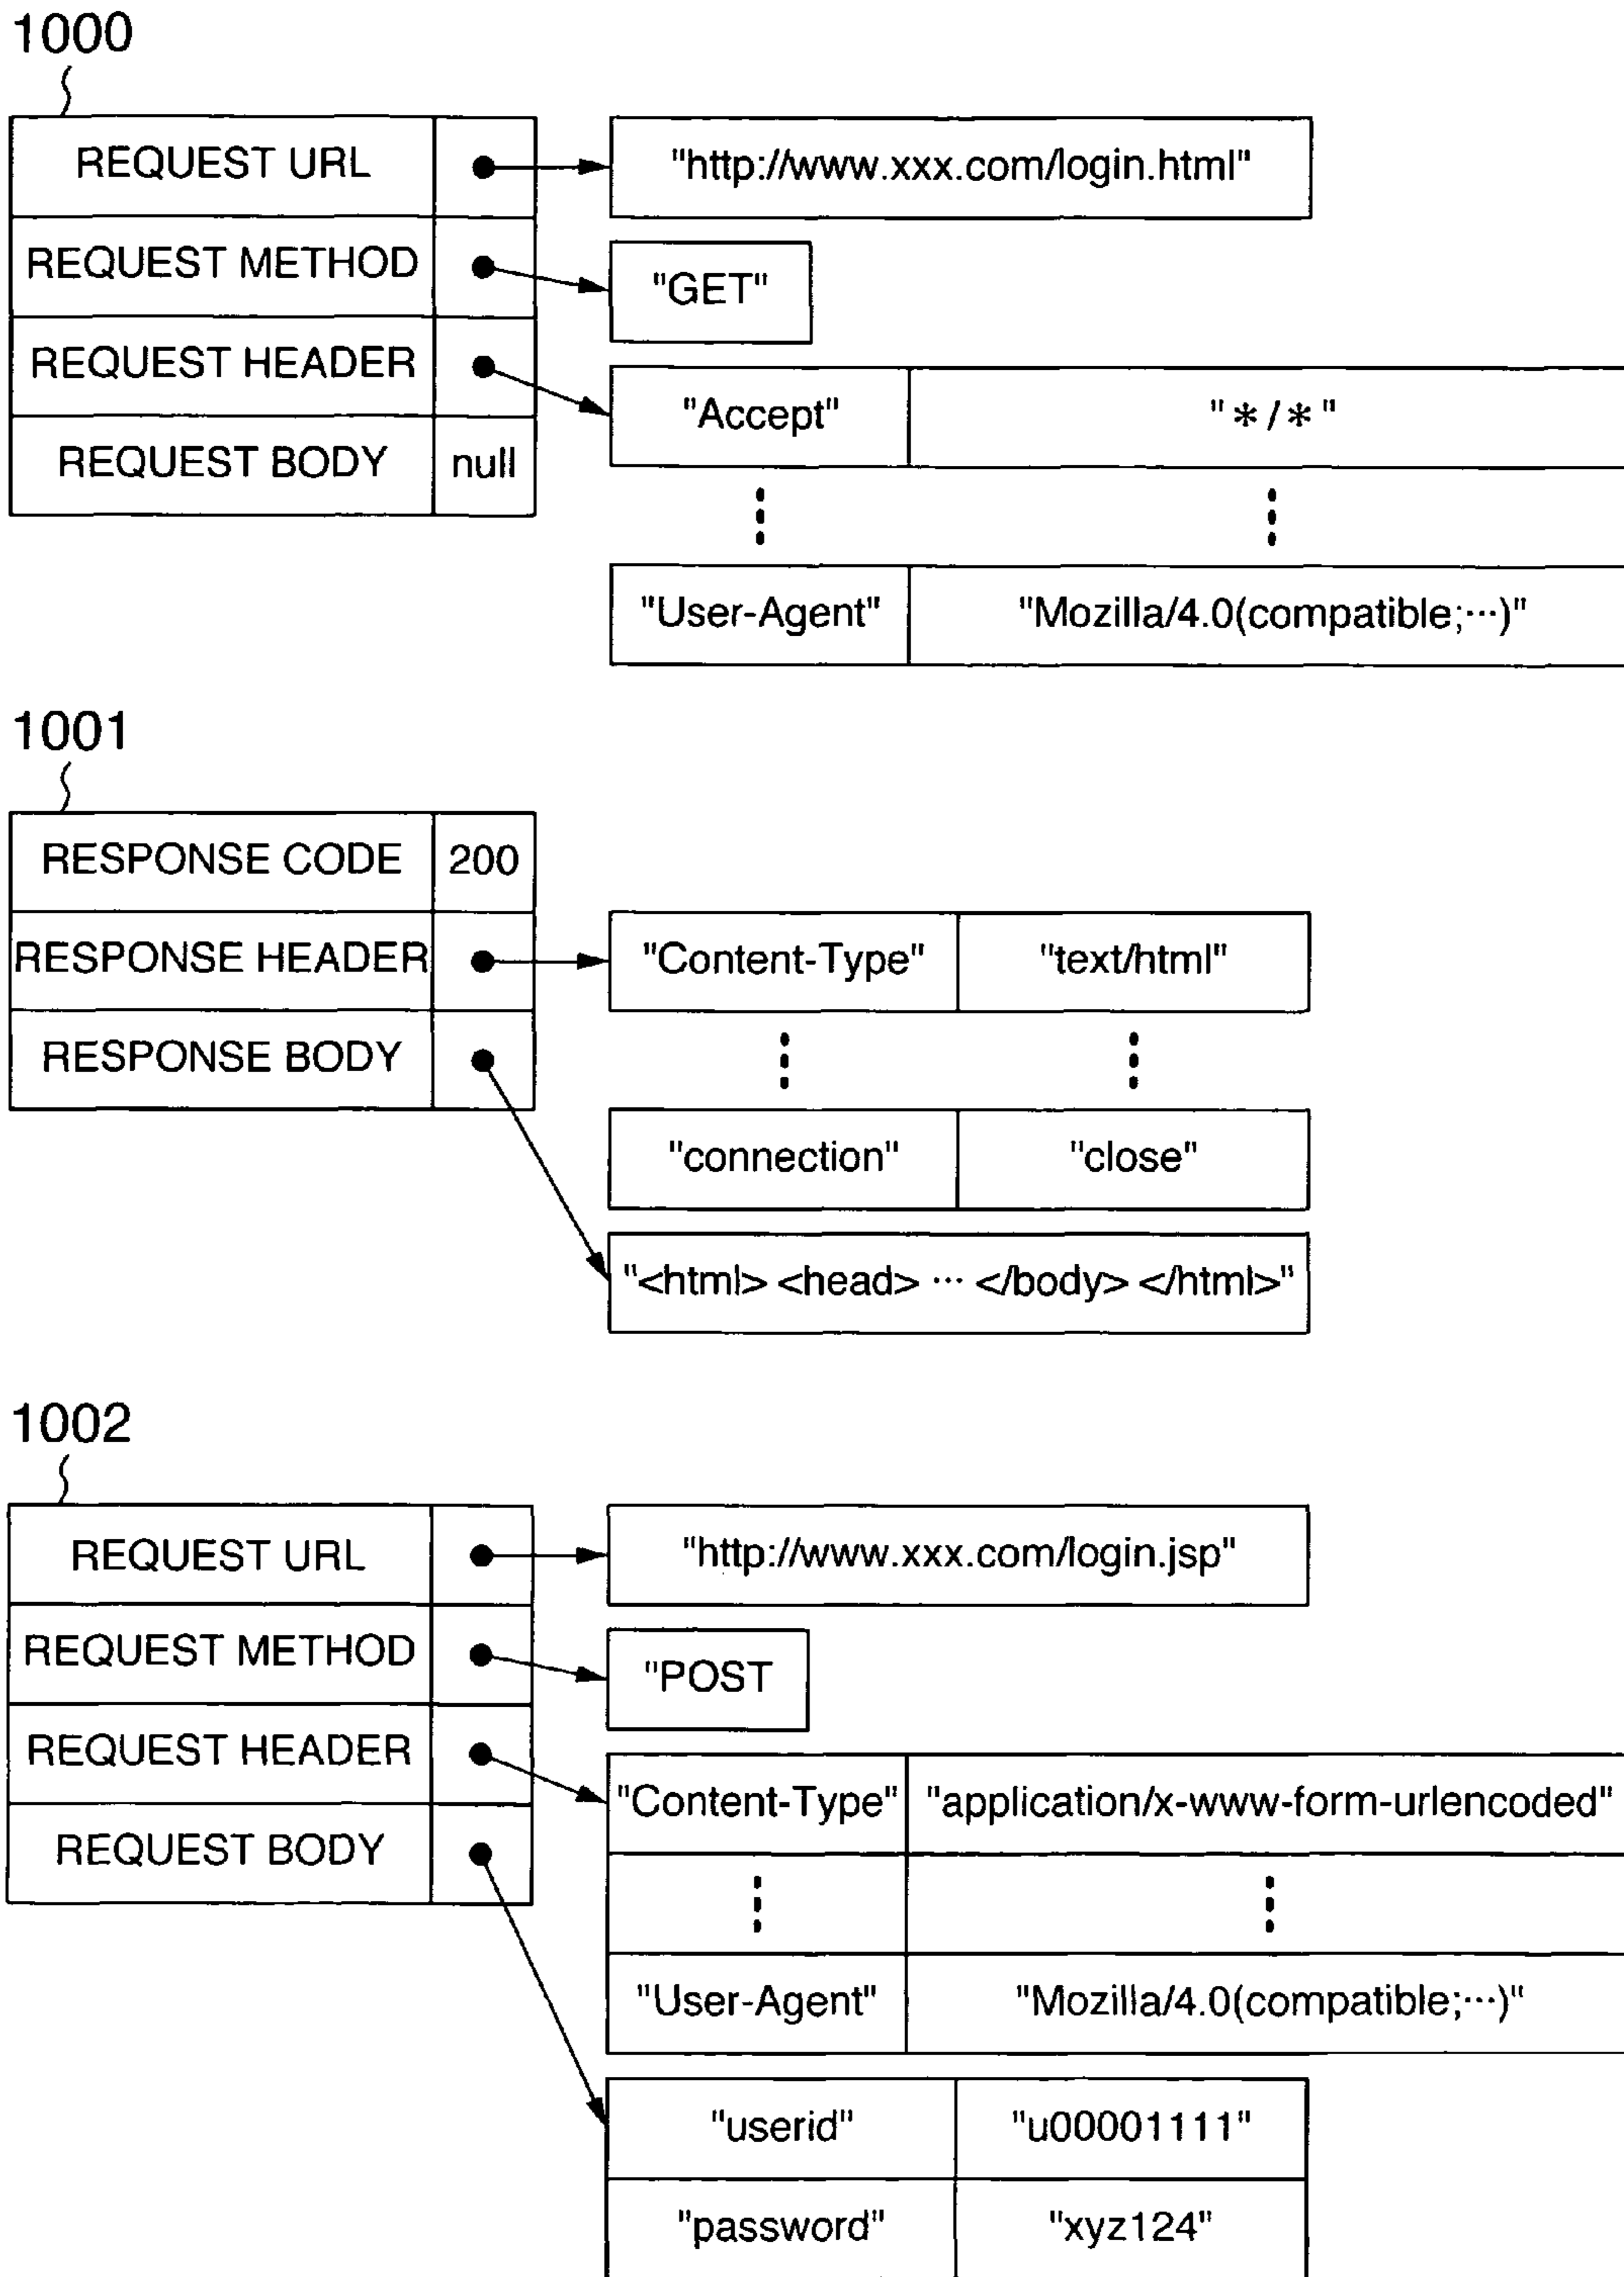 1000
REQUEST URL "http://www.xxx.com/login.html"
REQUEST METHOD "GET"
REQUEST HEADER "Accept" "*/*"
REQUEST BODY null
"User-Agent" "Mozilla/4.0(compatible;···)"
1001
RESPONSE CODE 200
RESPONSE HEADER "Content-Type" "text/html"
RESPONSE BODY
"connection" "close"
"<html> <head> ··· </body> </html>"
1002
REQUEST URL "http://www.xxx.com/login.jsp"
REQUEST METHOD "POST
REQUEST HEADER "Content-Type" "application/x-www-form-urlencoded"
REQUEST BODY
"User-Agent" "Mozilla/4.0(compatible;···)"
"userid" "u00001111"
"password" "xyz124"